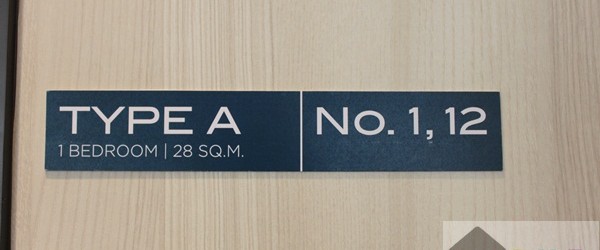 TYPE A
1 BEDROOM | 28 SQ.M.
No. 1, 12